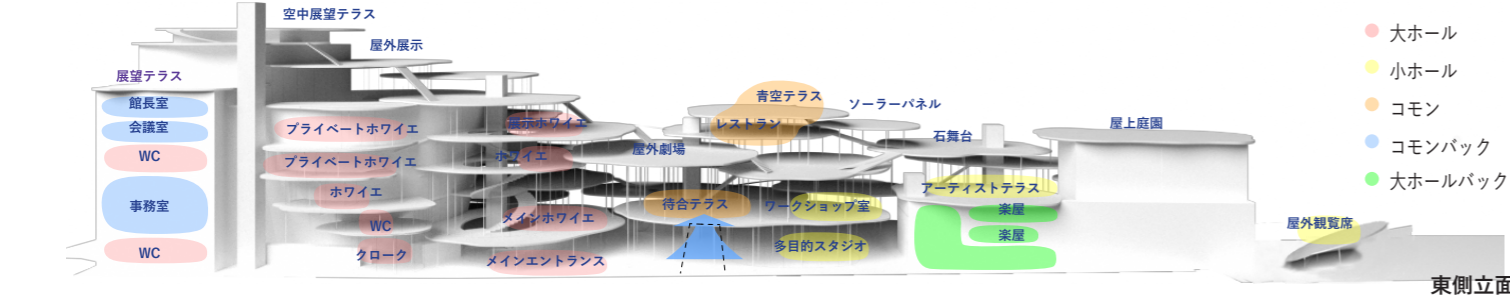 空中展望テラス
屋外展示
展望テラス
館長室
会議室
WC
事務室
WC
プライベートホワイエ
プライベートホワイエ
ホワイエ
WC
クローク
展示ホワイエ
ホワイエ
メインホワイエ
メインエントランス
屋外劇場
青空テラス
レストラン
ソーラーパネル
待合テラス
ワークショップ室
多目的スタジオ
石舞台
アーティストテラス
楽屋
楽屋
屋上庭園
屋外観覧席
大ホール
小ホール
コモン
コモンバック
大ホールバック
東側立面